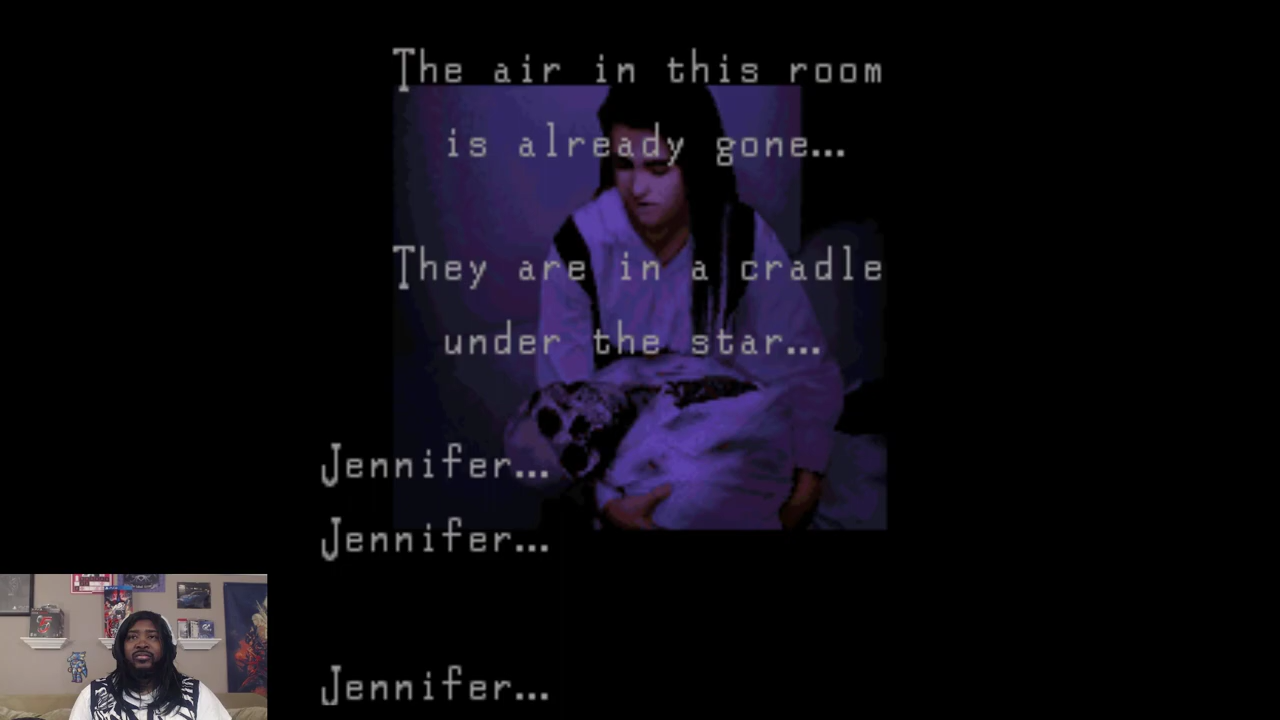 The air in this room
is already gone...
They are in a cradle
under the star...
Jennifer...
Jennifer...
Jennifer...